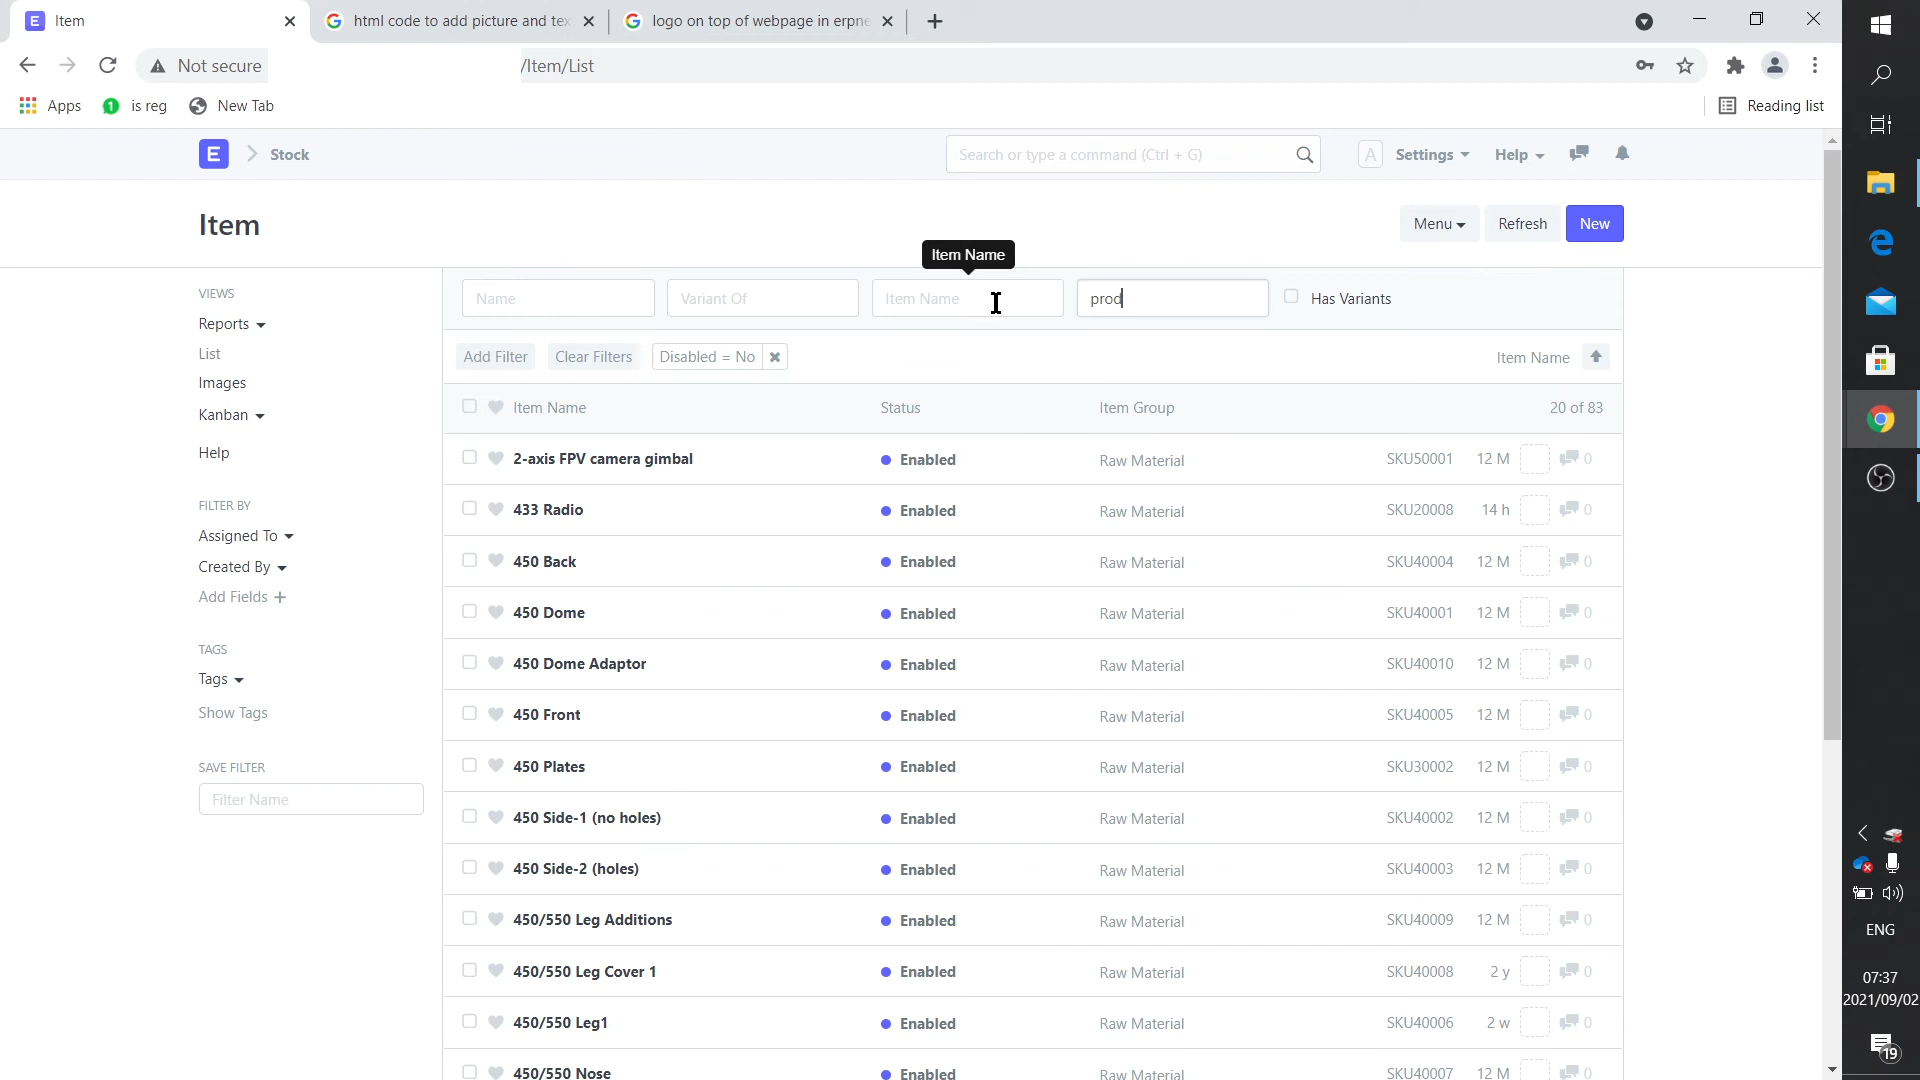 E Item
html code to add picture and tex
logo on top of webpage in erpne
Not secure /Item/List
Apps 1 is reg New Tab Reading list
E Stock Search or type a command (Ctrl + G) A Settings Help
Item Menu Refresh New
Item Name
Name Variant Of Item Name prod Has Variants
Add Filter Clear Filters Disabled = No Item Name
VIEWS
Reports
List
Images
Kanban
Help
FILTER BY
Assigned To
Created By
Add Fields +
TAGS
Tags
Show Tags
SAVE FILTER
Filter Name
Item Name Status Item Group 20 of 83
2-axis FPV camera gimbal Enabled Raw Material SKU50001 12 M 0
433 Radio Enabled Raw Material SKU20008 14 h 0
450 Back Enabled Raw Material SKU40004 12 M 0
450 Dome Enabled Raw Material SKU40001 12 M 0
450 Dome Adaptor Enabled Raw Material SKU40010 12 M 0
450 Front Enabled Raw Material SKU40005 12 M 0
450 Plates Enabled Raw Material SKU30002 12 M 0
450 Side-1 (no holes) Enabled Raw Material SKU40002 12 M 0
450 Side-2 (holes) Enabled Raw Material SKU40003 12 M 0
450/550 Leg Additions Enabled Raw Material SKU40009 12 M 0
450/550 Leg Cover 1 Enabled Raw Material SKU40008 2 y 0
450/550 Leg1 Enabled Raw Material SKU40006 2 w 0
450/550 Nose Enabled Raw Material SKU40007 12 M 0
ENG
07:37
2021/09/02
19